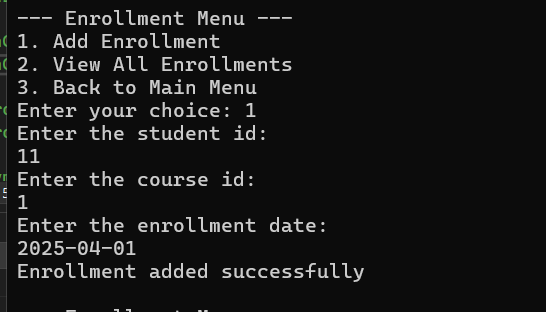 --- Enrollment Menu ---
1. Add Enrollment
2. View All Enrollments
3. Back to Main Menu
Enter your choice: 1
Enter the student id:
11
Enter the course id:
1
Enter the enrollment date:
2025-04-01
Enrollment added successfully